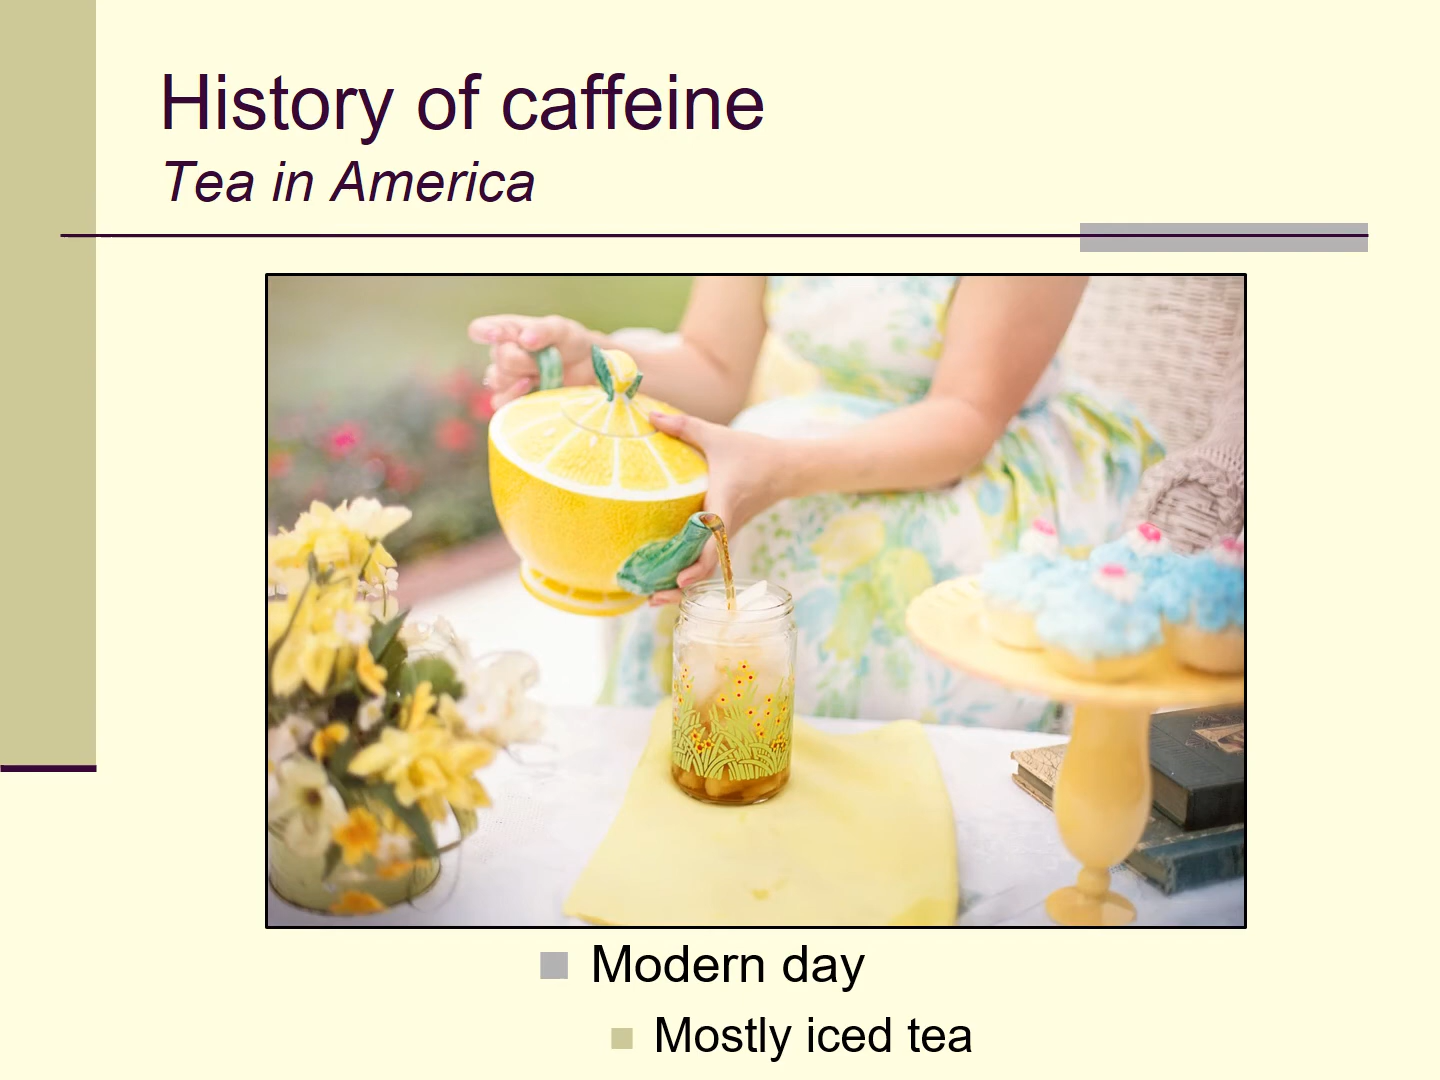 History of caffeine
Tea in America
Modern day
Mostly iced tea